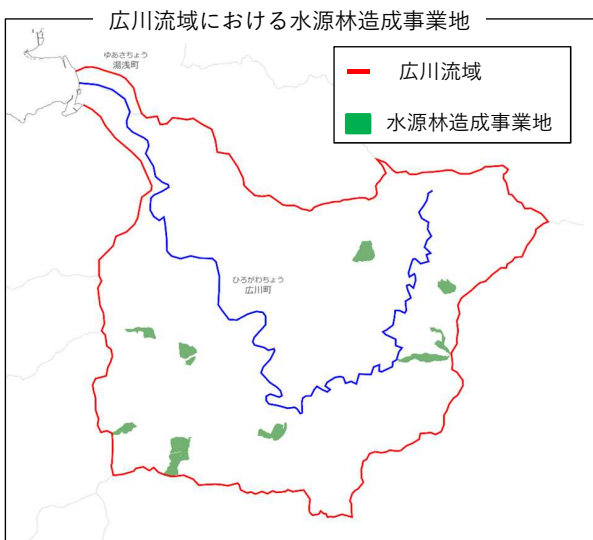 広川流域における水源林造成事業地
ゆあさちょう
湯浅町
広川流域
水源林造成事業地
ひろがわちょう
広川町